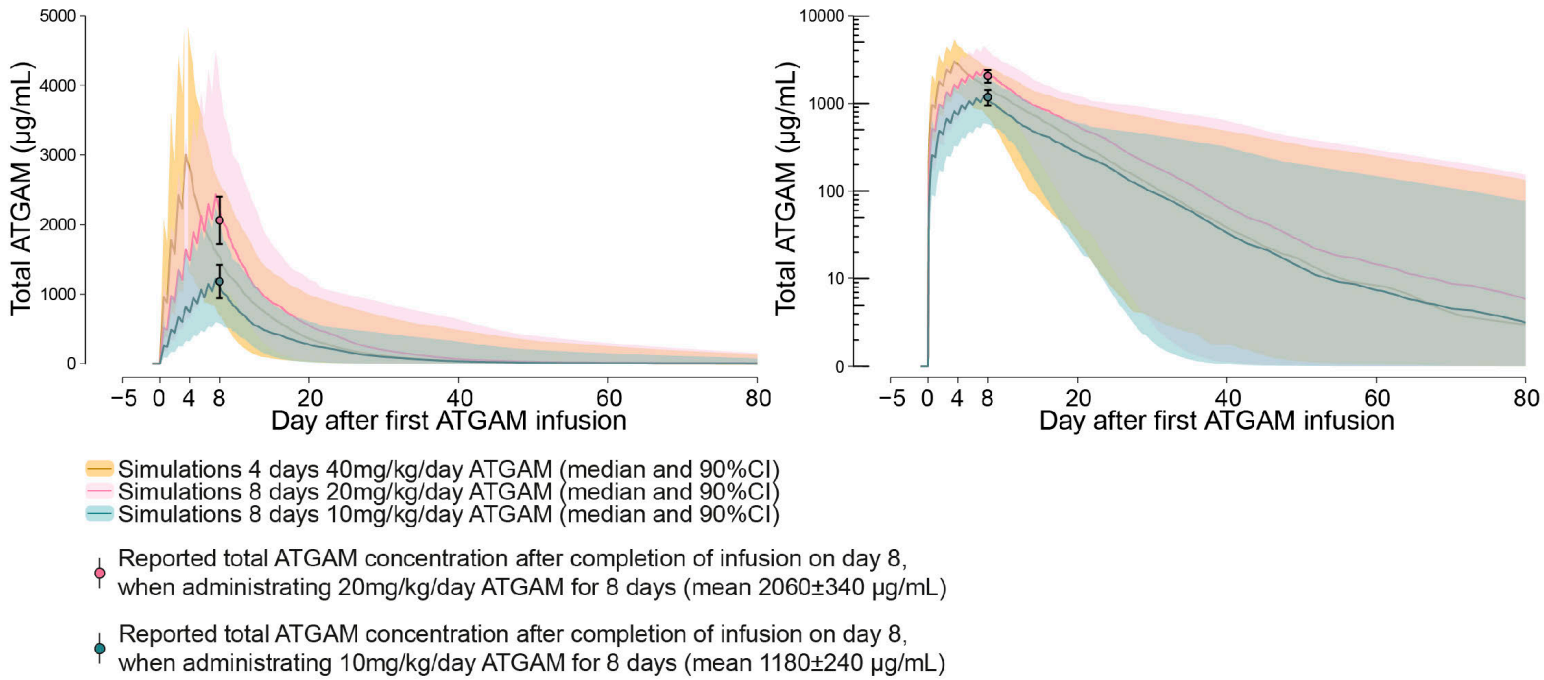 5000
4000
3000
2000
1000
0
Total ATGAM (µg/mL)
−5 0 4 8 20 40 60 80
Day after first ATGAM infusion
10000
1000
100
10
0
Total ATGAM (µg/mL)
−5 0 4 8 20 40 60 80
Day after first ATGAM infusion
Simulations 4 days 40mg/kg/day ATGAM (median and 90%CI)
Simulations 8 days 20mg/kg/day ATGAM (median and 90%CI)
Simulations 8 days 10mg/kg/day ATGAM (median and 90%CI)
Reported total ATGAM concentration after completion of infusion on day 8,
when administrating 20mg/kg/day ATGAM for 8 days (mean 2060±340 µg/mL)
Reported total ATGAM concentration after completion of infusion on day 8,
when administrating 10mg/kg/day ATGAM for 8 days (mean 1180±240 µg/mL)